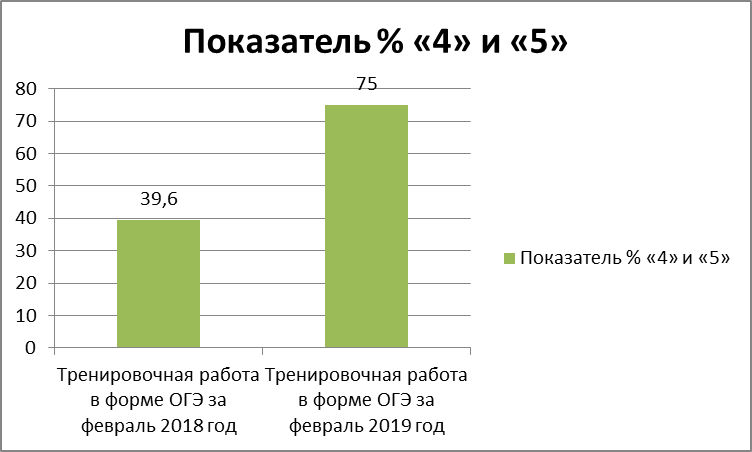 Показатель % «4» и «5»
80
70
60
50
40
30
20
10
0
39,6
75
Тренировочная работа
в форме ОГЭ за
февраль 2018 год
Тренировочная работа
в форме ОГЭ за
февраль 2019 год
Показатель % «4» и «5»